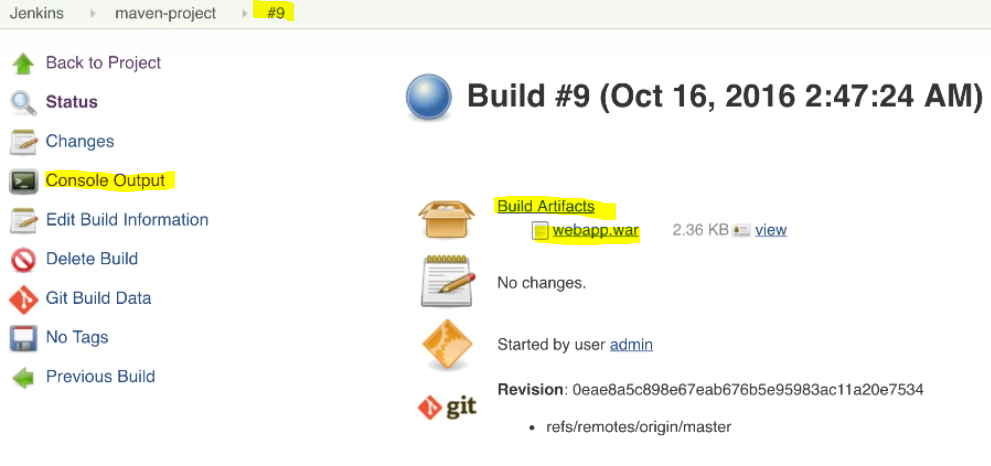 Jenkins maven-project #9
Back to Project
Status
Changes
Console Output
Edit Build Information
Delete Build
Git Build Data
No Tags
Previous Build
Build #9 (Oct 16, 2016 2:47:24 AM)
Build Artifacts
webapp.war 2.36 KB view
No changes.
Started by user admin
git
Revision: 0eae8a5c898e67eab676b5e95983ac11a20e7534
• refs/remotes/origin/master